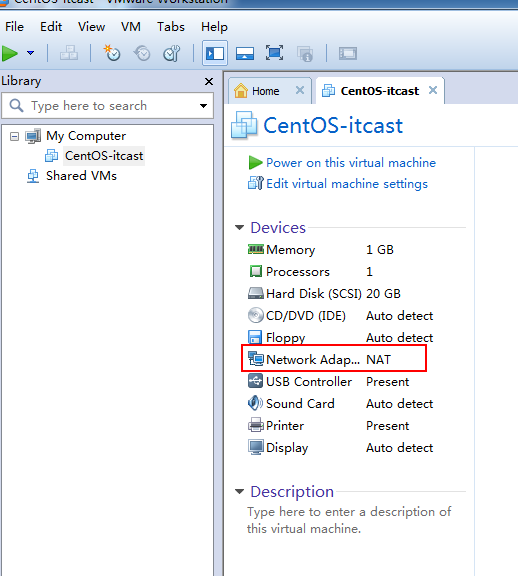 CentOS-itcast - VMware Workstation
File Edit View VM Tabs Help
Library
Type here to search
My Computer
CentOS-itcast
Shared VMs
Home
CentOS-itcast
CentOS-itcast
Power on this virtual machine
Edit virtual machine settings
Devices
Memory 1 GB
Processors 1
Hard Disk (SCSI) 20 GB
CD/DVD (IDE) Auto detect
Floppy Auto detect
Network Adap... NAT
USB Controller Present
Sound Card Auto detect
Printer Present
Display Auto detect
Description
Type here to enter a description of
this virtual machine.